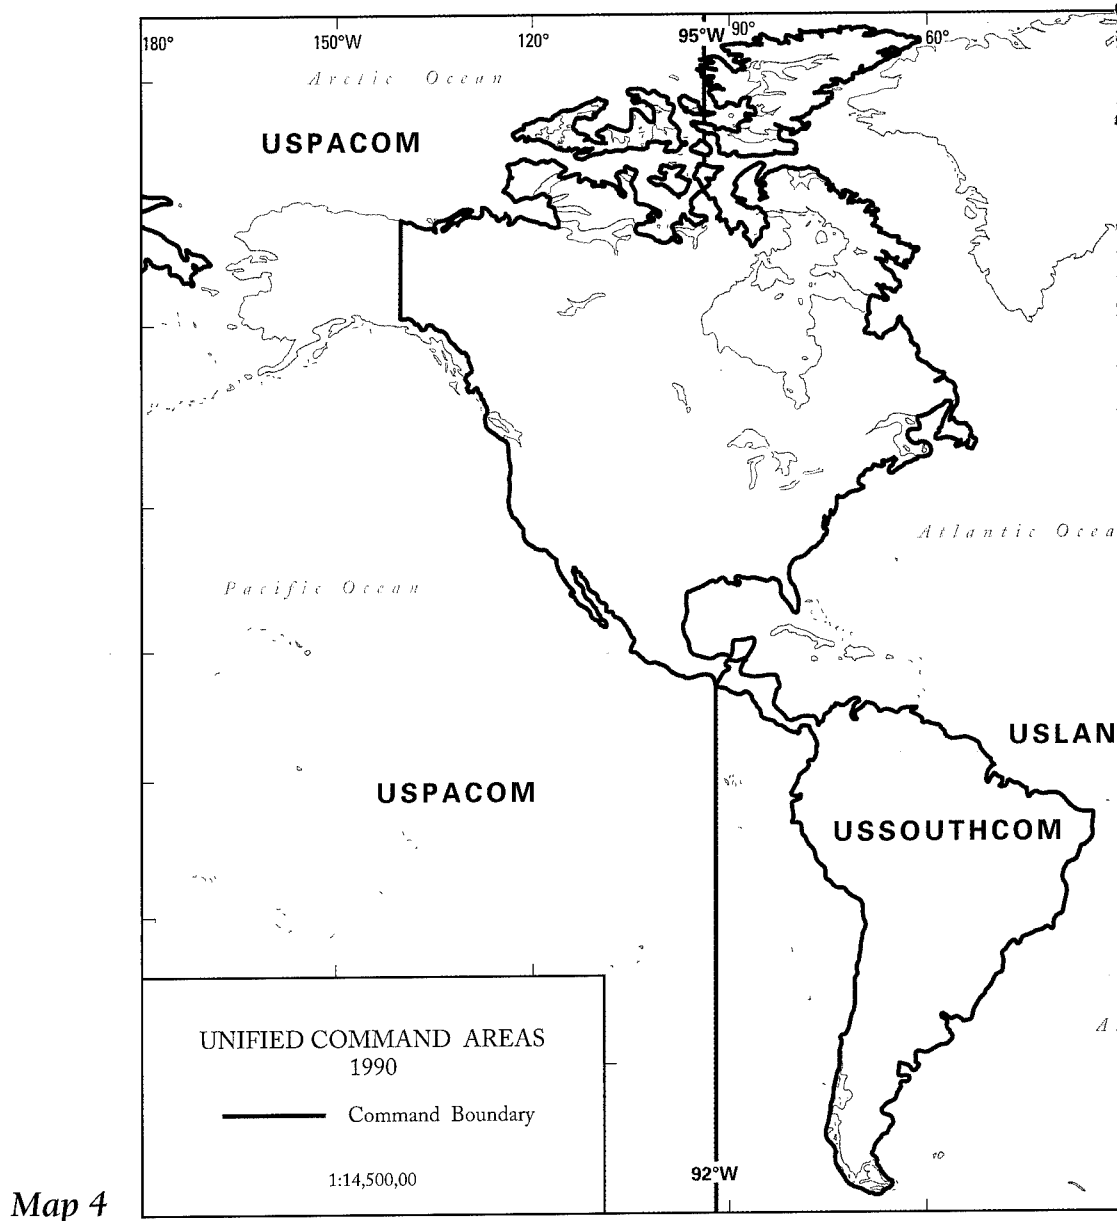 180° 150°W 120° 95°W 90° 60°
Arctic Ocean
USPACOM
Atlantic Ocea
Pacific Ocean
USLAN
USPACOM
USSOUTHCOM
A
UNIFIED COMMAND AREAS
1990
Command Boundary
92°W
1:14,500,00
Map 4